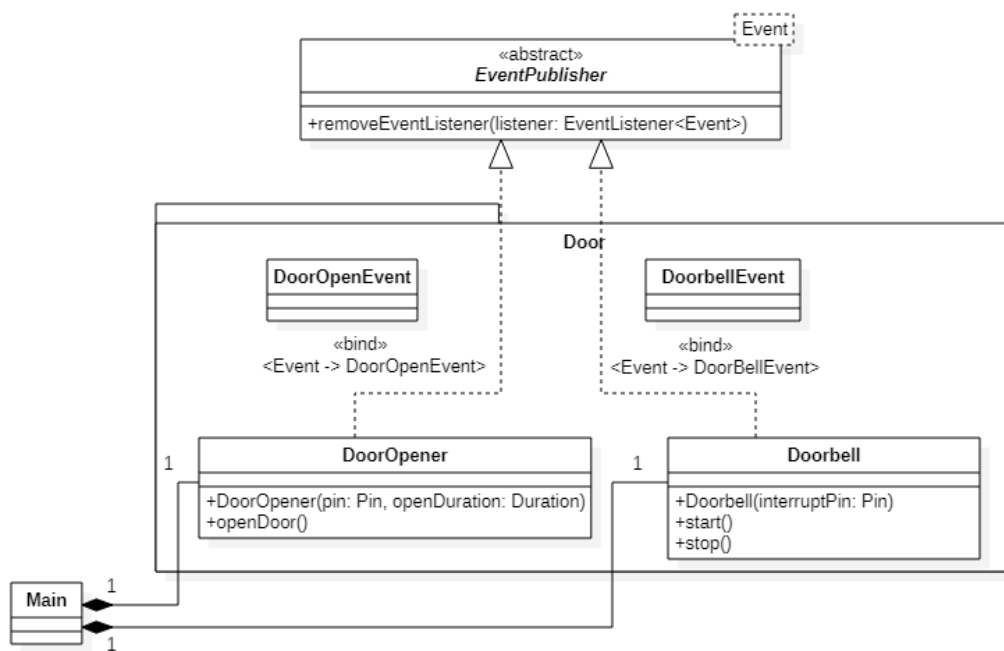 Event
«abstract»
EventPublisher
+removeEventListener(listener: EventListener<Event>)
Door
DoorOpenEvent
DoorbellEvent
«bind»
<Event -> DoorOpenEvent>
«bind»
<Event -> DoorBellEvent>
1
DoorOpener
+DoorOpener(pin: Pin, openDuration: Duration)
+openDoor()
1
Doorbell
+Doorbell(interruptPin: Pin)
+start()
+stop()
Main
1
1